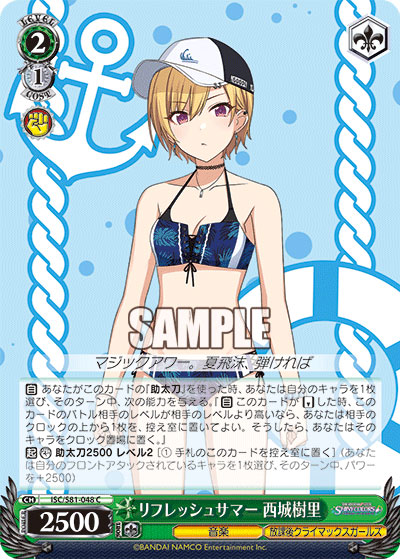 LEVEL
2
1
COST
SAMPLE
マジックアワー。夏飛沫、弾ければ
【自】 あなたがこのカードの「助太刀」を使った時、あなたは自分のキャラを1枚
選び、そのターン中、次の能力を与える。『【自】 このカードが【リバース】した時、この
カードのバトル相手のレベルが相手のレベルより高いなら、あなたは相手の
クロックの上から1枚を、控え室に置いてよい。そうしたら、あなたはそのキ
ャラをクロック置場に置く。』
【起】 助太刀2500 レベル2 [① 手札のこのカードを控え室に置く] (あなた
は自分のフロントアタックされているキャラを1枚選び、そのターン中、パワー
を+2500)
CH
ISC/S81-048 C
2500
リフレッシュサマー 西城樹里
音楽
放課後クライマックスガールズ
SHINY COLORS
©BANDAI NAMCO Entertainment Inc.